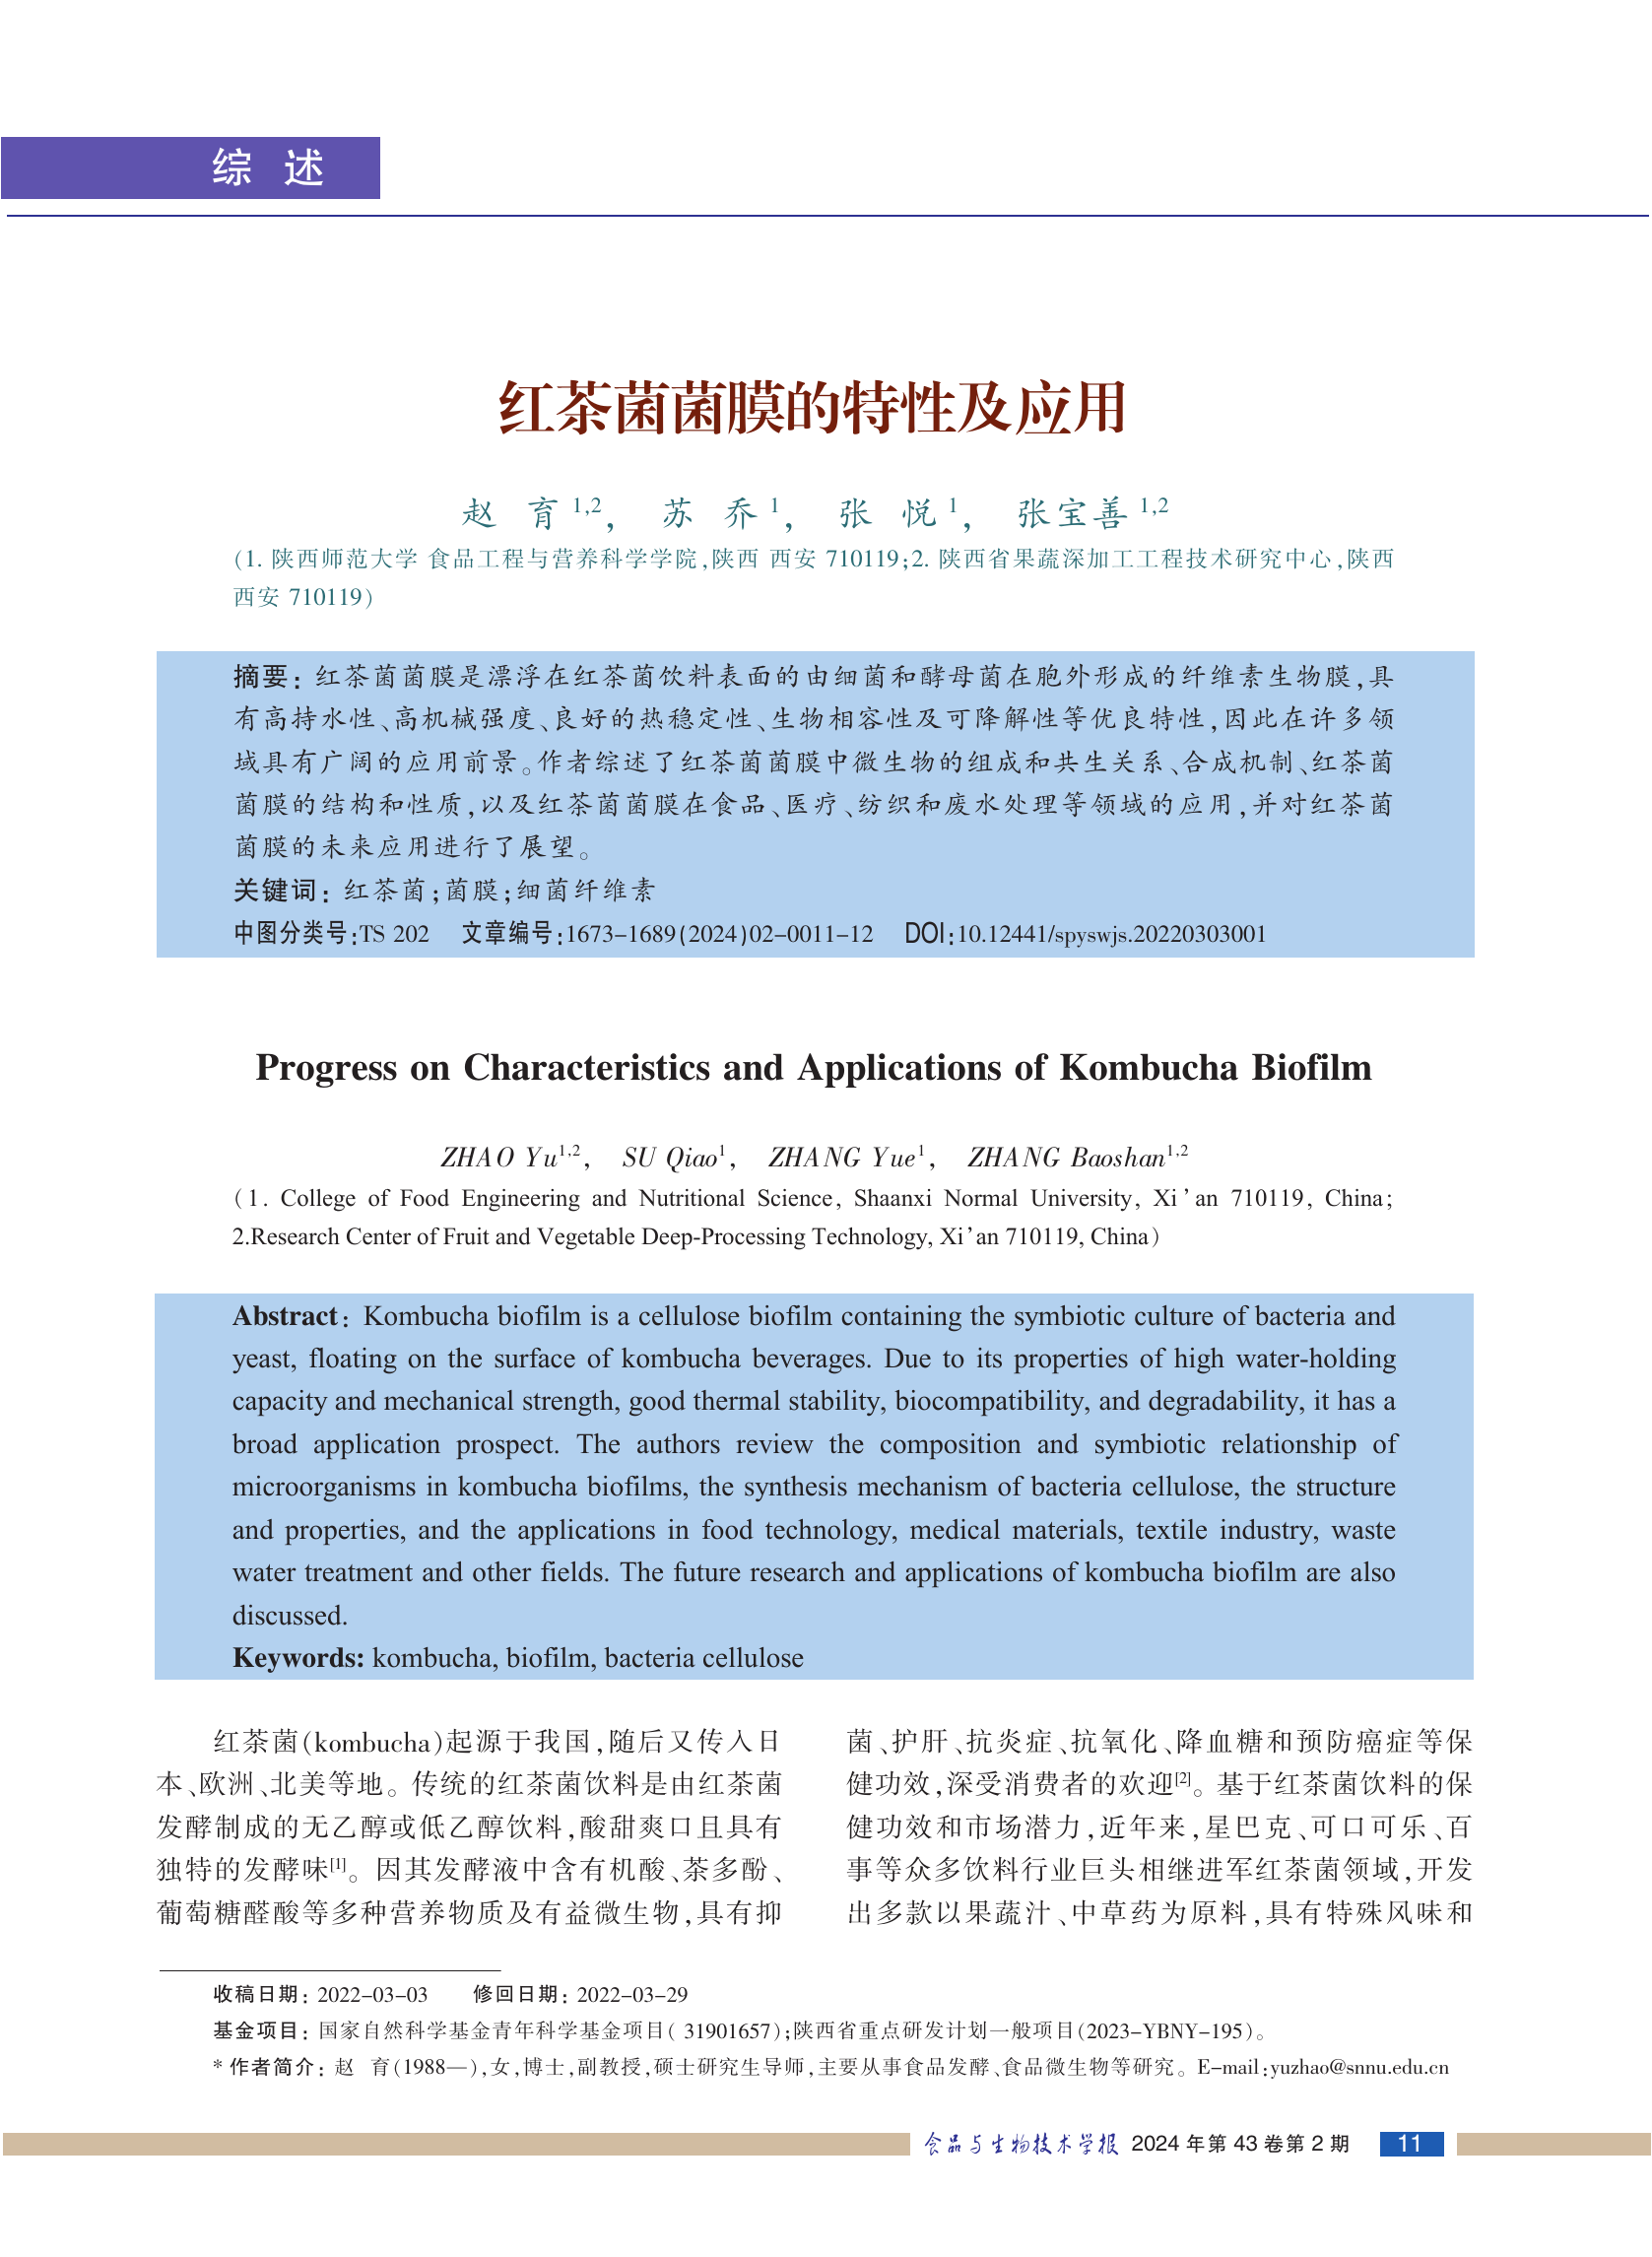 综 述
红茶菌菌膜的特性及应用
赵 育1,2, 苏 乔1, 张 悦1, 张宝善1,2
(1. 陕西师范大学 食品工程与营养科学学院,陕西 西安 710119;2. 陕西省果蔬深加工工程技术研究中心,陕西
西安 710119)
摘要: 红茶菌菌膜是漂浮在红茶菌饮料表面的由细菌和酵母菌在胞外形成的纤维素生物膜,具
有高持水性、高机械强度、良好的热稳定性、生物相容性及可降解性等优良特性,因此在许多领
域具有广阔的应用前景。作者综述了红茶菌菌膜中微生物的组成和共生关系、合成机制、红茶菌
菌膜的结构和性质,以及红茶菌菌膜在食品、医疗、纺织和废水处理等领域的应用,并对红茶菌
菌膜的未来应用进行了展望。
关键词: 红茶菌;菌膜;细菌纤维素
中图分类号:TS 202 文章编号:1673-1689(2024)02-0011-12 DOI:10.12441/spyswjs.20220303001
Progress on Characteristics and Applications of Kombucha Biofilm
ZHAO Yu1,2, SU Qiao1, ZHANG Yue1, ZHANG Baoshan1,2
(1. College of Food Engineering and Nutritional Science, Shaanxi Normal University, Xi'an 710119, China;
2.Research Center of Fruit and Vegetable Deep-Processing Technology, Xi'an 710119, China)
Abstract: Kombucha biofilm is a cellulose biofilm containing the symbiotic culture of bacteria and
yeast, floating on the surface of kombucha beverages. Due to its properties of high water-holding
capacity and mechanical strength, good thermal stability, biocompatibility, and degradability, it has a
broad application prospect. The authors review the composition and symbiotic relationship of
microorganisms in kombucha biofilms, the synthesis mechanism of bacteria cellulose, the structure
and properties, and the applications in food technology, medical materials, textile industry, waste
water treatment and other fields. The future research and applications of kombucha biofilm are also
discussed.
Keywords: kombucha, biofilm, bacteria cellulose
红茶菌(kombucha)起源于我国,随后又传入日
本、欧洲、北美等地。传统的红茶菌饮料是由红茶菌
发酵制成的无乙醇或低乙醇饮料,酸甜爽口且具有
独特的发酵味[1]。因其发酵液中含有机酸、茶多酚、
葡萄糖醛酸等多种营养物质及有益微生物,具有抑
菌、护肝、抗炎症、抗氧化、降血糖和预防癌症等保
健功效,深受消费者的欢迎[2]。基于红茶菌饮料的保
健功效和市场潜力,近年来,星巴克、可口可乐、百
事等众多饮料行业巨头相继进军红茶菌领域,开发
出多款以果蔬汁、中草药为原料,具有特殊风味和
收稿日期: 2022-03-03 修回日期: 2022-03-29
基金项目: 国家自然科学基金青年科学基金项目( 31901657);陕西省重点研发计划一般项目(2023-YBNY-195)。
* 作者简介: 赵 育(1988—),女,博士,副教授,硕士研究生导师,主要从事食品发酵、食品微生物等研究。E-mail:yuzhao@snnu.edu.cn
食品与生物技术学报 2024 年第 43 卷第 2 期 11